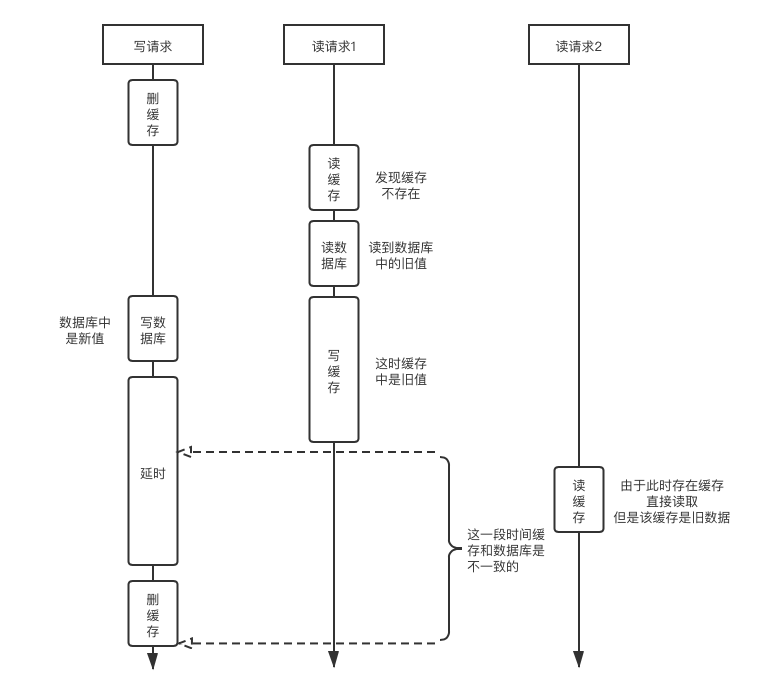 写请求
读请求1
读请求2
删
缓
存
读
缓
存
发现缓存
不存在
读数
据库
读到数据库
中的旧值
数据库中
是新值
写数
据库
写
缓
存
这时缓存
中是旧值
延时
读
缓
存
由于此时存在缓存
直接读取
但是该缓存是旧数据
这一段时间缓
存和数据库是
不一致的
删
缓
存